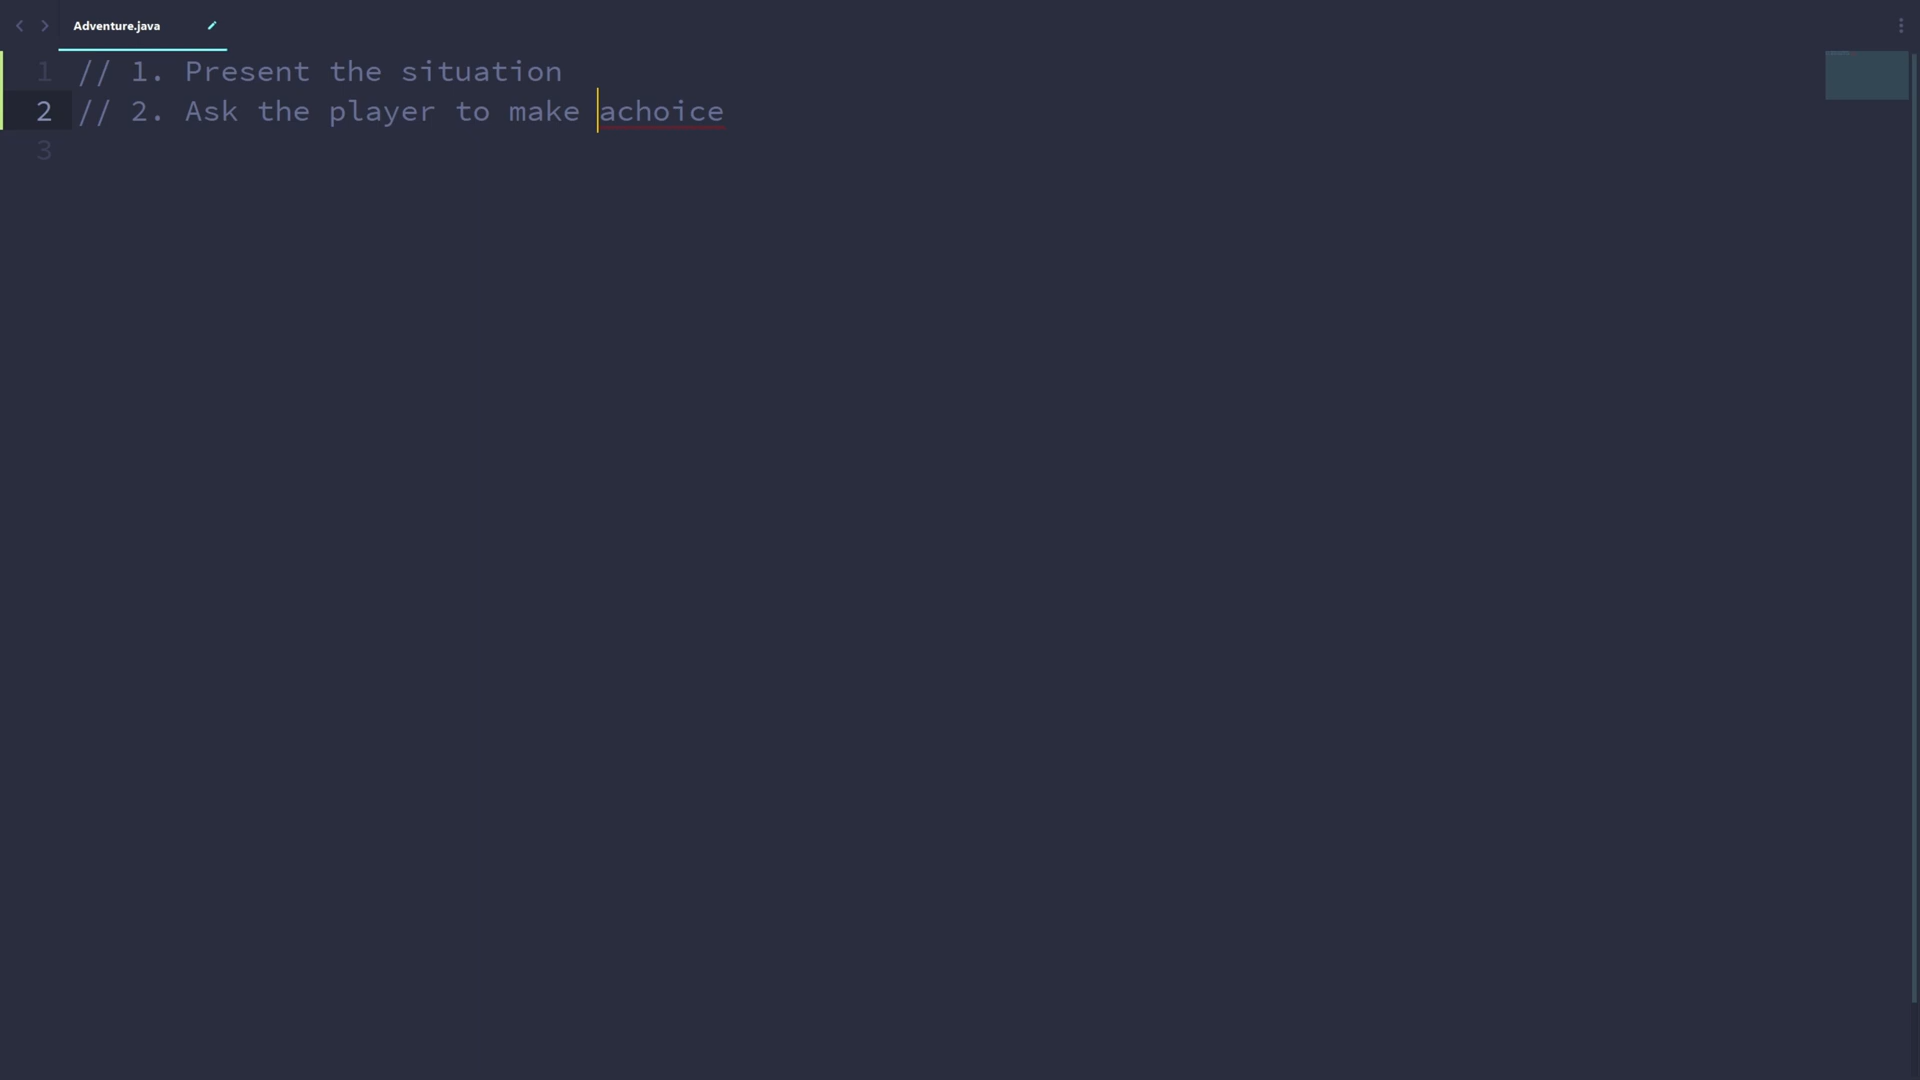 Adventure.java
1 // 1. Present the situation
2 // 2. Ask the player to make achoice
3